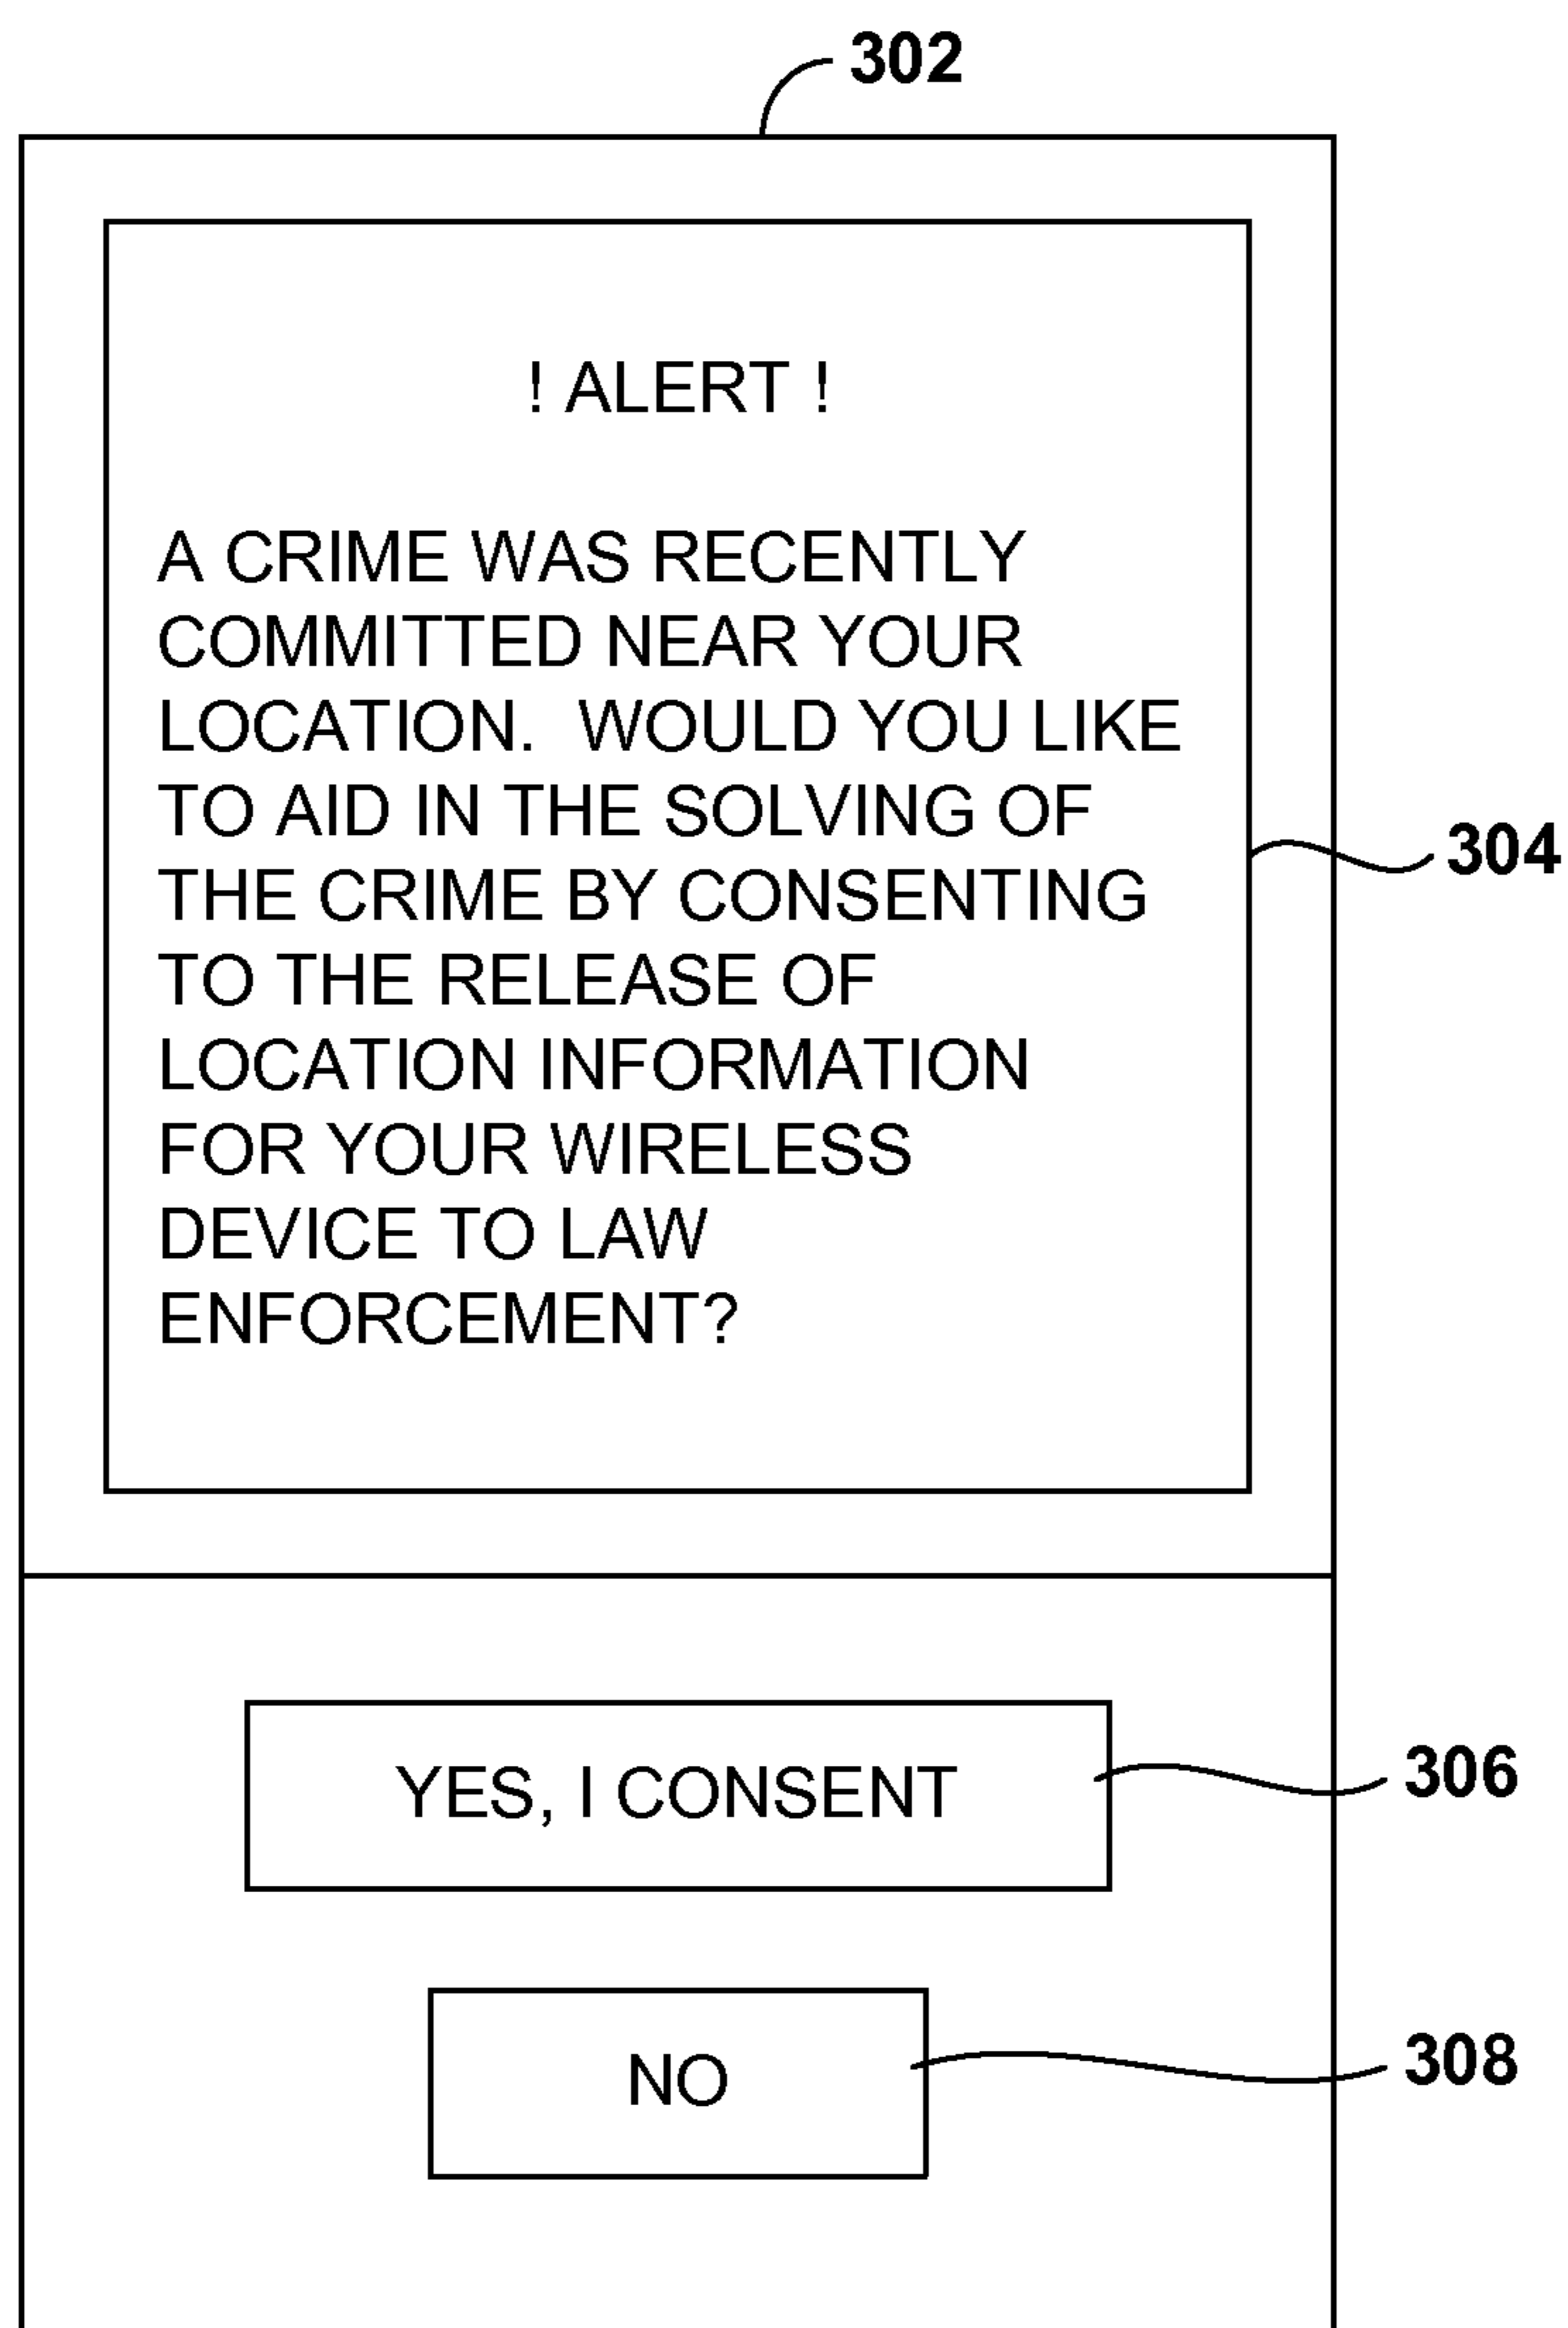 302
! ALERT !
A CRIME WAS RECENTLY
COMMITTED NEAR YOUR
LOCATION.  WOULD YOU LIKE
TO AID IN THE SOLVING OF
THE CRIME BY CONSENTING
TO THE RELEASE OF
LOCATION INFORMATION
FOR YOUR WIRELESS
DEVICE TO LAW
ENFORCEMENT?
304
YES, I CONSENT
306
NO
308